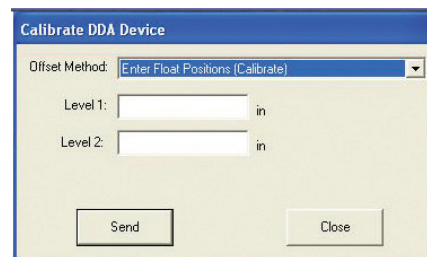 Calibrate DDA Device
Offset Method: Enter Float Positions (Calibrate)
Level 1: in
Level 2: in
Send Close